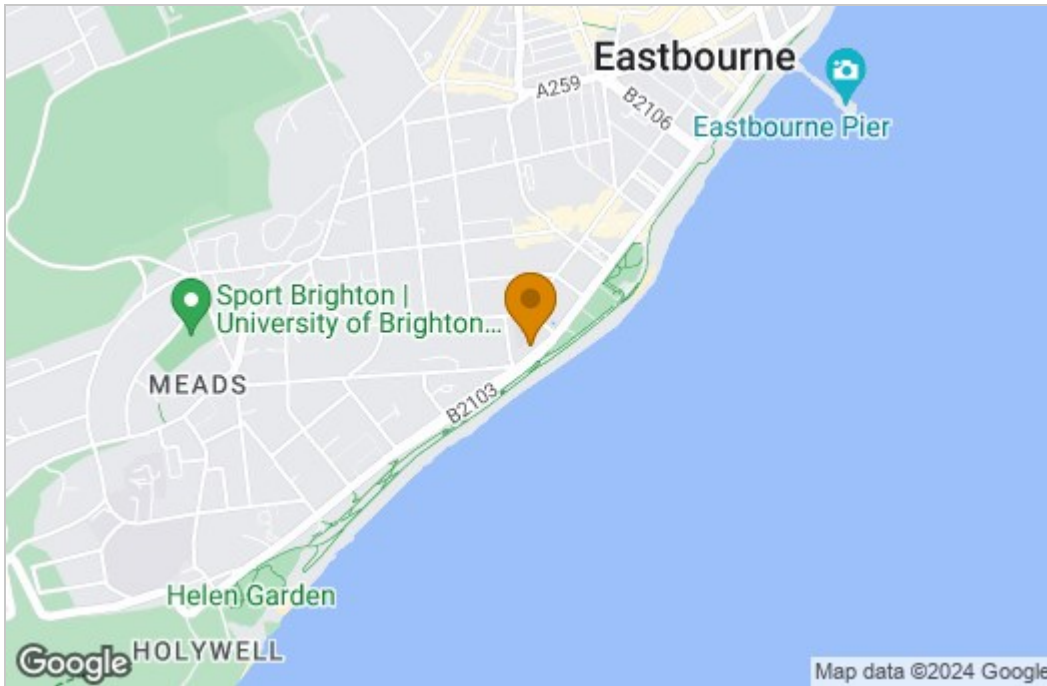 Eastbourne
A259
B2106
Eastbourne Pier
Sport Brighton |
University of Brighton...
MEADS
B2103
Helen Garden
HOLYWELL
Google
Map data ©2024 Google